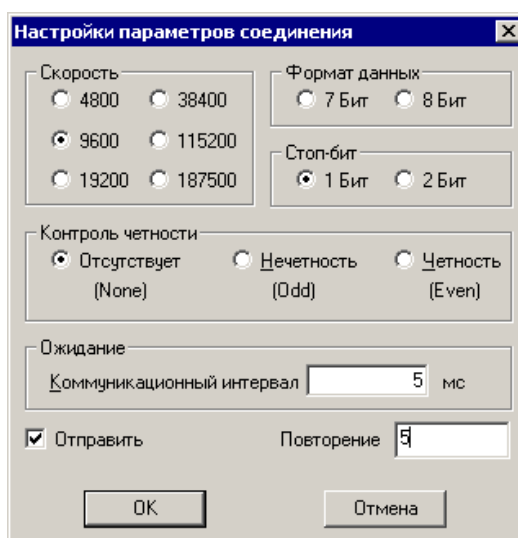 Настройки параметров соединения
Скорость
Формат данных
4800 38400
7 Бит 8 Бит
9600 115200
Стоп-бит
19200 187500
1 Бит 2 Бит
Контроль четности
Отсутствует Нечетность Четность
(None) (Odd) (Even)
Ожидание
Коммуникационный интервал 5 мс
Отправить Повторение 5
OK Отмена